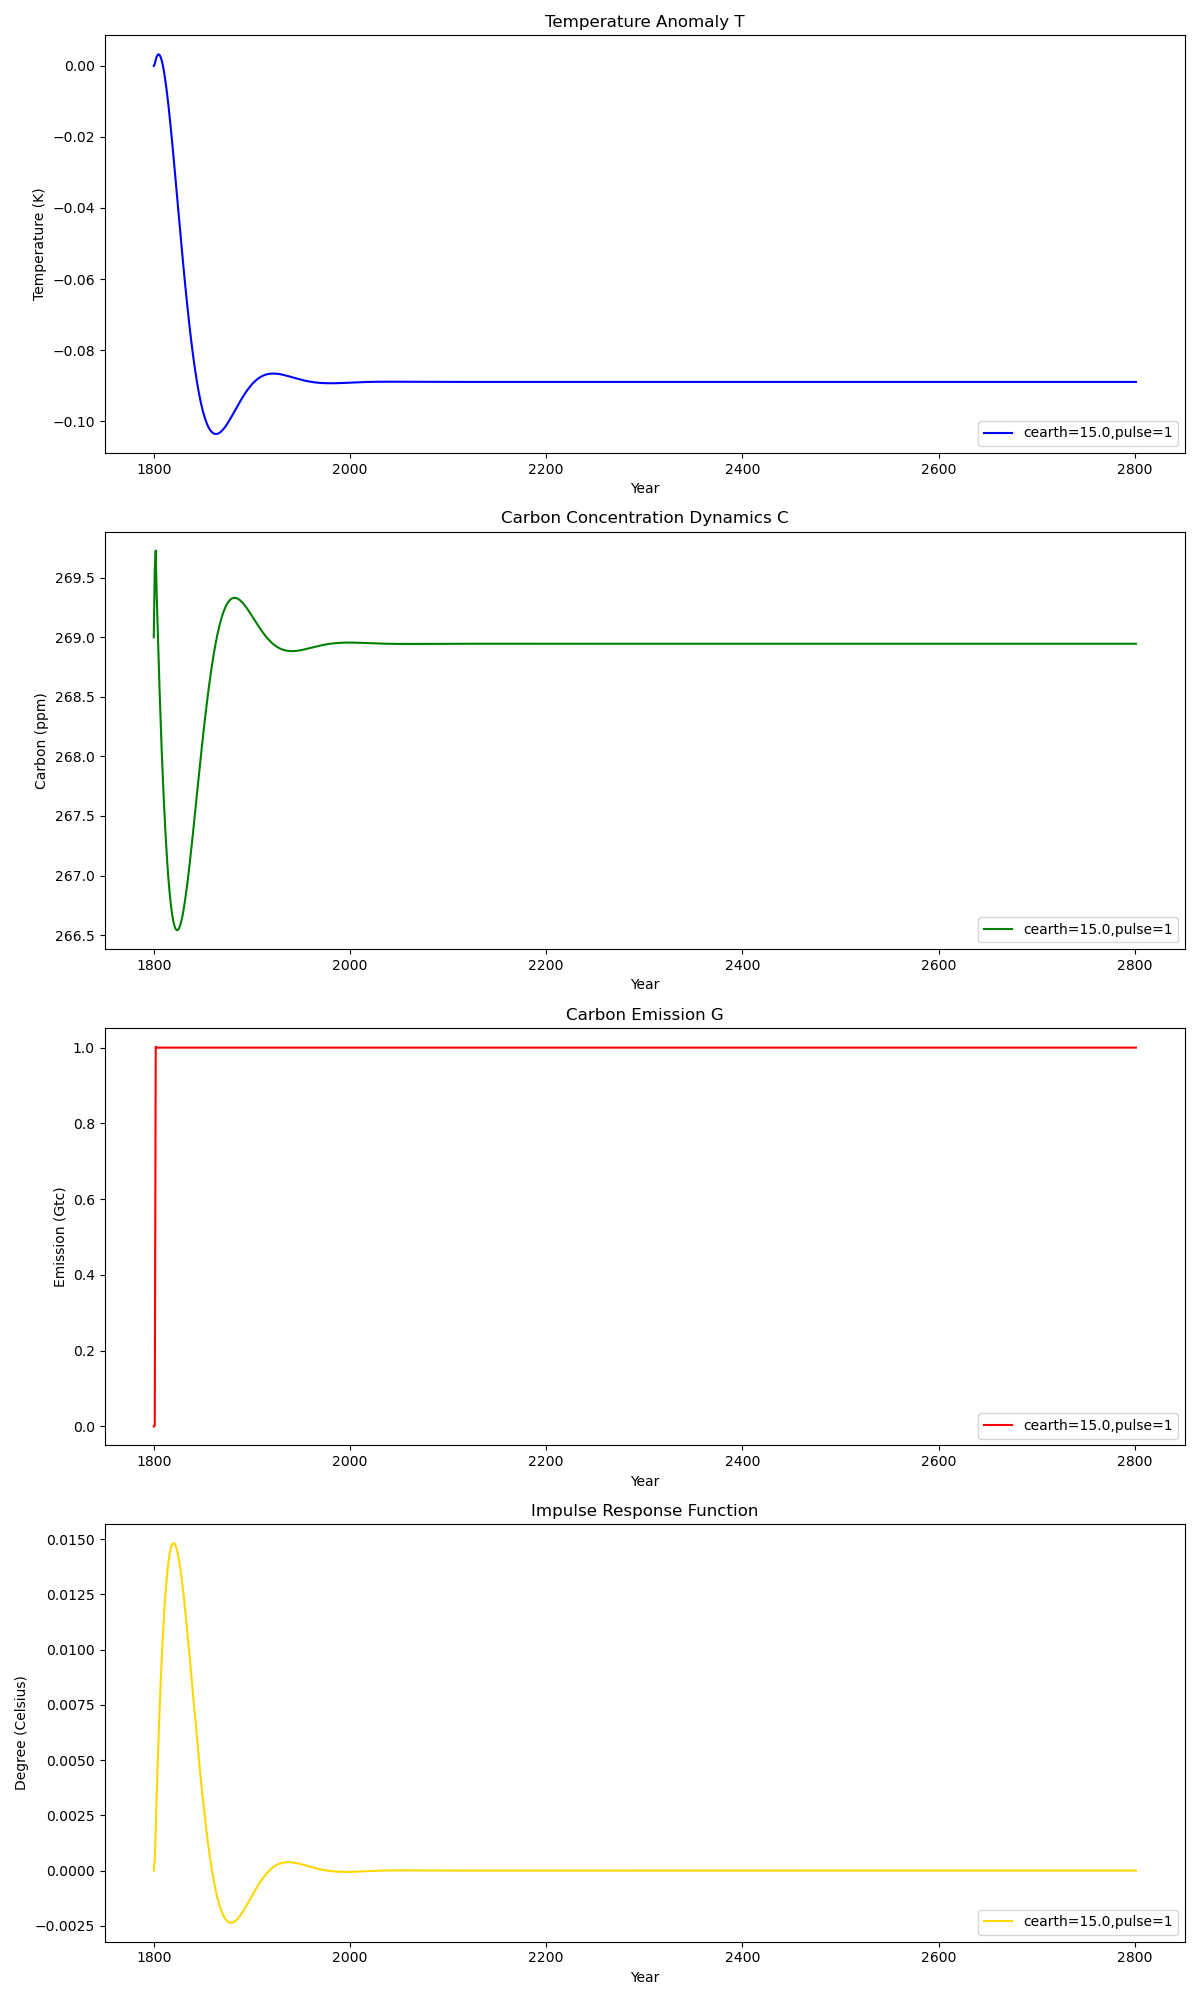 Temperature Anomaly T
Temperature (K)
0.00
−0.02
−0.04
−0.06
−0.08
−0.10
cearth=15.0,pulse=1
1800 2000 2200 2400 2600 2800
Year
Carbon Concentration Dynamics C
Carbon (ppm)
269.5
269.0
268.5
268.0
267.5
267.0
266.5
cearth=15.0,pulse=1
1800 2000 2200 2400 2600 2800
Year
Carbon Emission G
Emission (Gtc)
1.0
0.8
0.6
0.4
0.2
0.0
cearth=15.0,pulse=1
1800 2000 2200 2400 2600 2800
Year
Impulse Response Function
Degree (Celsius)
0.0150
0.0125
0.0100
0.0075
0.0050
0.0025
0.0000
−0.0025
cearth=15.0,pulse=1
1800 2000 2200 2400 2600 2800
Year